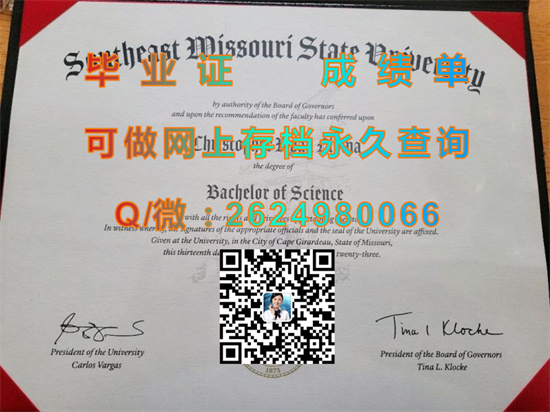 Southeast Missouri State University
毕业证 成绩单
by authority of the Board of Governors
and upon the recommendation of the faculty has conferred upon
可做网上存档永久查询
the degree of
Bachelor of Science
Q/微:2624980066
with all the
In witness whereof, the signatures of the appropriate officials and the seal of the University are affixed.
Given at the University, in the City of Cape Girardeau, State of Missouri,
this thirteenth twenty-three.
Tina L Klocke
President of the University
Carlos Vargas
President of the Board of Governors
Tina L. Klocke
1873